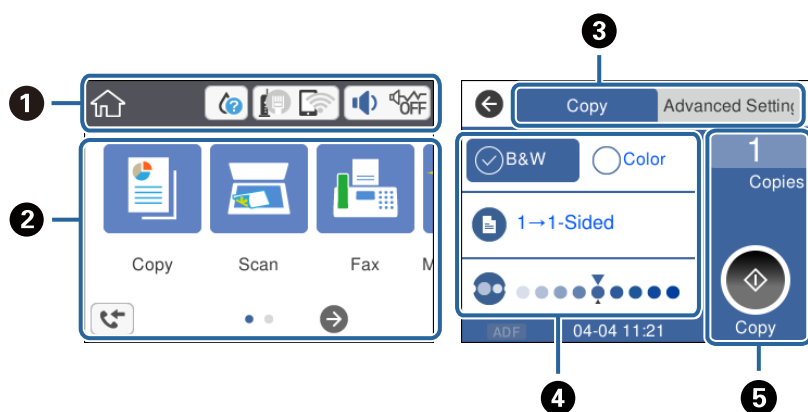 3
1
OFF
Copy
Advanced Setting
2
B&W
Color
1
Copies
1→1-Sided
Copy
Scan
Fax
M
ADF
04-04 11:21
Copy
4
5